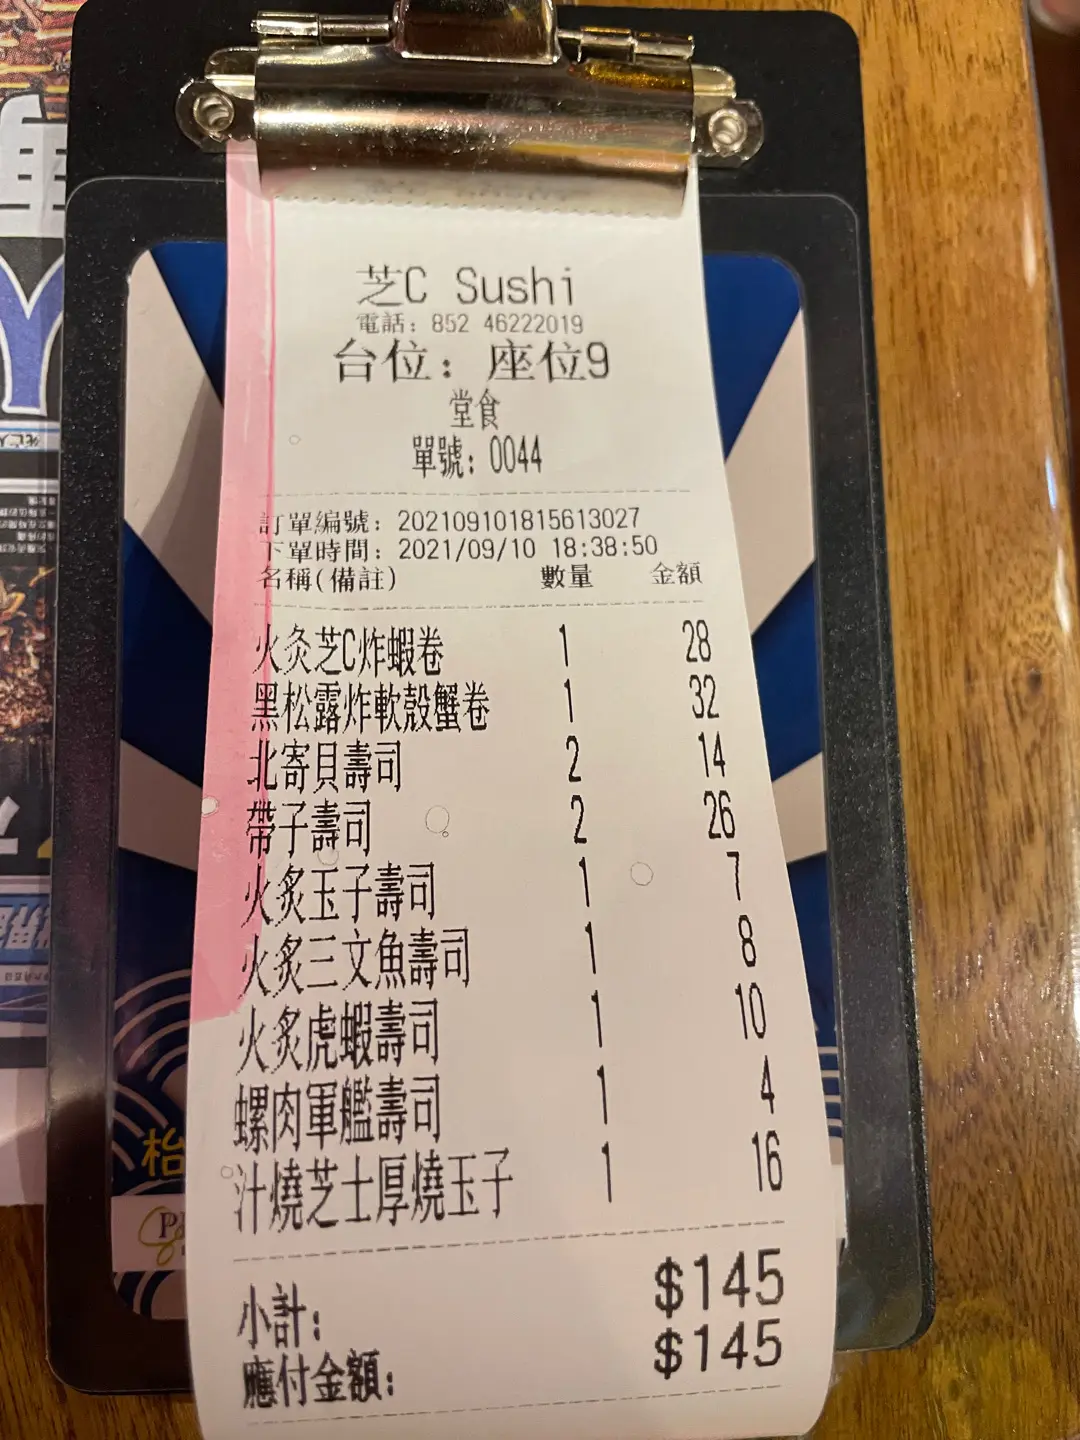 芝C Sushi
電話: 852 46222019
台位: 座位9
堂食
單號: 0044
訂單編號: 202109101815613027
下單時間: 2021/09/10 18:38:50
名稱(備註) 數量 金額
火灸芝C炸蝦卷 1 28
黑松露炸軟殼蟹卷 1 32
北寄貝壽司 2 14
帶子壽司 2 26
火炙玉子壽司 1 7
火炙三文魚壽司 1 8
火炙虎蝦壽司 1 10
螺肉軍艦壽司 1 4
汁燒芝士厚燒玉子 1 16
小計: $145
應付金額: $145
枱